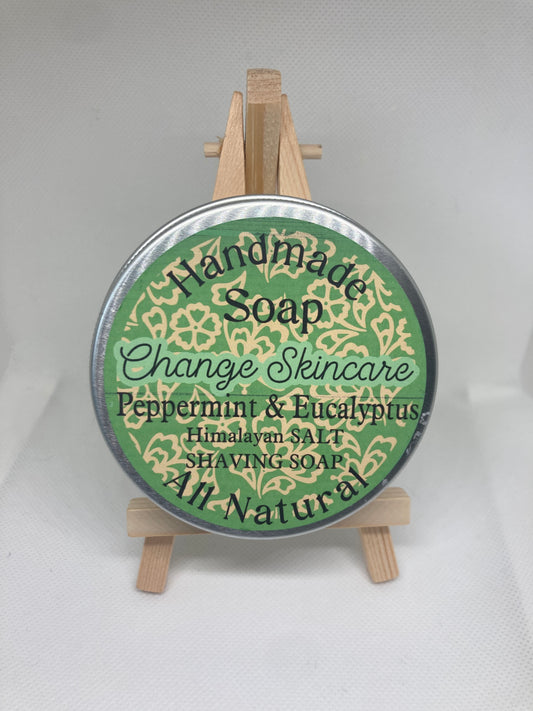 Handmade
Soap
Change Skincare
Peppermint & Eucalyptus
Himalayan SALT
SHAVING SOAP
All Natural